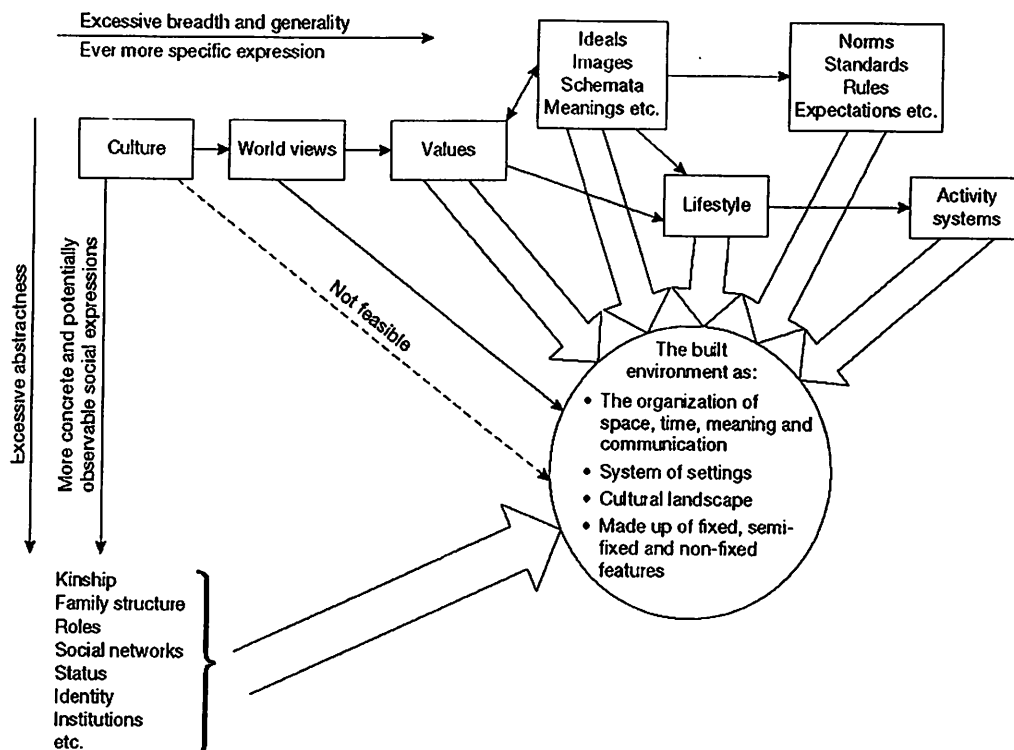 Excessive breadth and generality
Ever more specific expression
Ideals
Images
Schemata
Meanings etc.
Norms
Standards
Rules
Expectations etc.
Culture
World views
Values
Lifestyle
Activity
systems
Excessive abstractness
More concrete and potentially
observable social expressions
Not feasible
The built
environment as:
• The organization of
space, time, meaning and
communication
• System of settings
• Cultural landscape
• Made up of fixed, semi-
fixed and non-fixed
features
Kinship
Family structure
Roles
Social networks
Status
Identity
Institutions
etc.